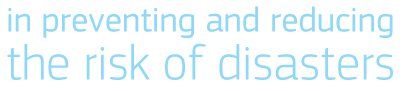 in preventing and reducing
the risk of disasters